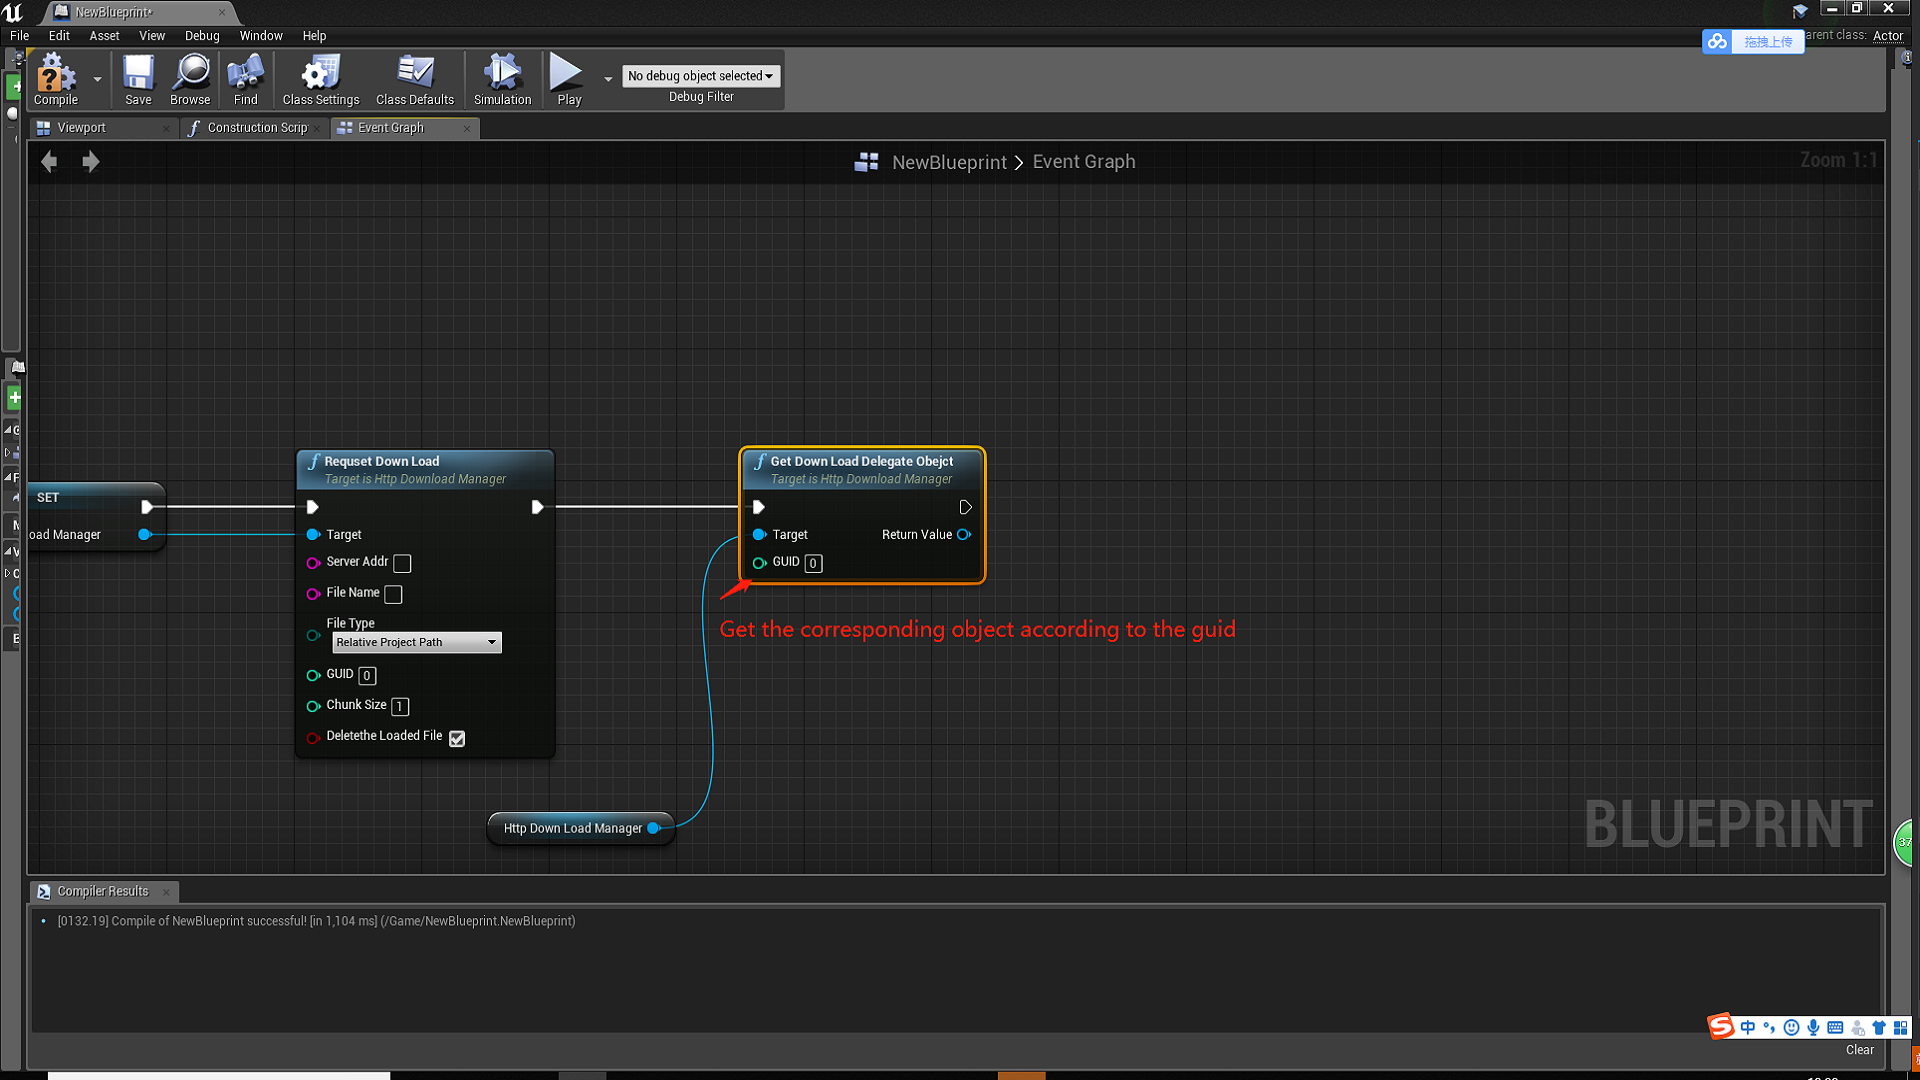 NewBlueprint*
File Edit Asset View Debug Window Help
arent class: Actor
拖拽上传
Compile
Save
Browse
Find
Class Settings
Class Defaults
Simulation
Play
No debug object selected
Debug Filter
Viewport
Construction Scrip
Event Graph
NewBlueprint > Event Graph
Zoom 1:1
SET
oad Manager
Requset Down Load
Target is Http Download Manager
Target
Server Addr
File Name
File Type
Relative Project Path
GUID 0
Chunk Size 1
Deletethe Loaded File
Get Down Load Delegate Obejct
Target is Http Download Manager
Target
Return Value
GUID 0
Get the corresponding object according to the guid
Http Down Load Manager
BLUEPRINT
37
Compiler Results
[0132.19] Compile of NewBlueprint successful! [in 1,104 ms] (/Game/NewBlueprint.NewBlueprint)
中
Clear